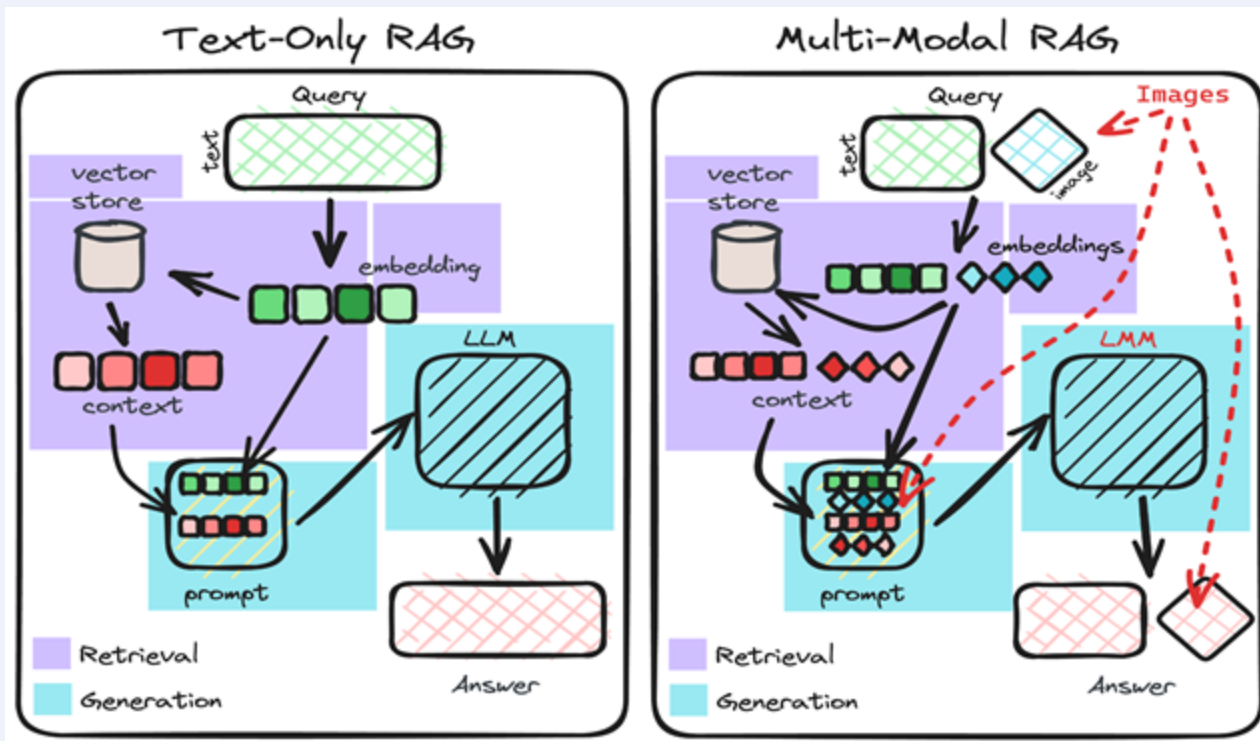 Text-Only RAG
Query
text
vector
store
embedding
LLM
context
prompt
Answer
Retrieval
Generation
Multi-Modal RAG
Images
Query
text
image
vector
store
embeddings
LMM
context
prompt
Answer
Retrieval
Generation